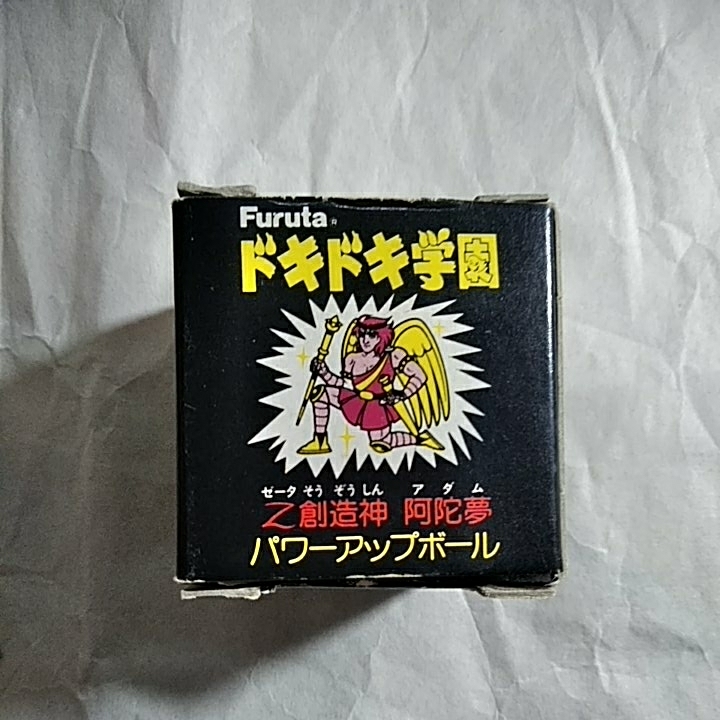 Furuta®
ドキドキ学園
ゼータ そう ぞう しん ア ダ ム
Z創造神 阿陀夢
パワーアップボール